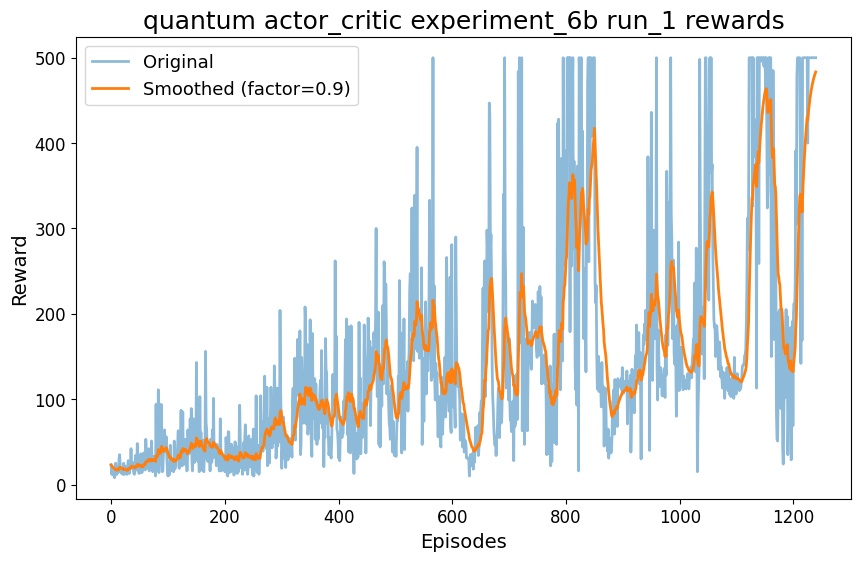 quantum actor_critic experiment_6b run_1 rewards
Original
Smoothed (factor=0.9)
Reward
500
400
300
200
100
0
0 200 400 600 800 1000 1200
Episodes